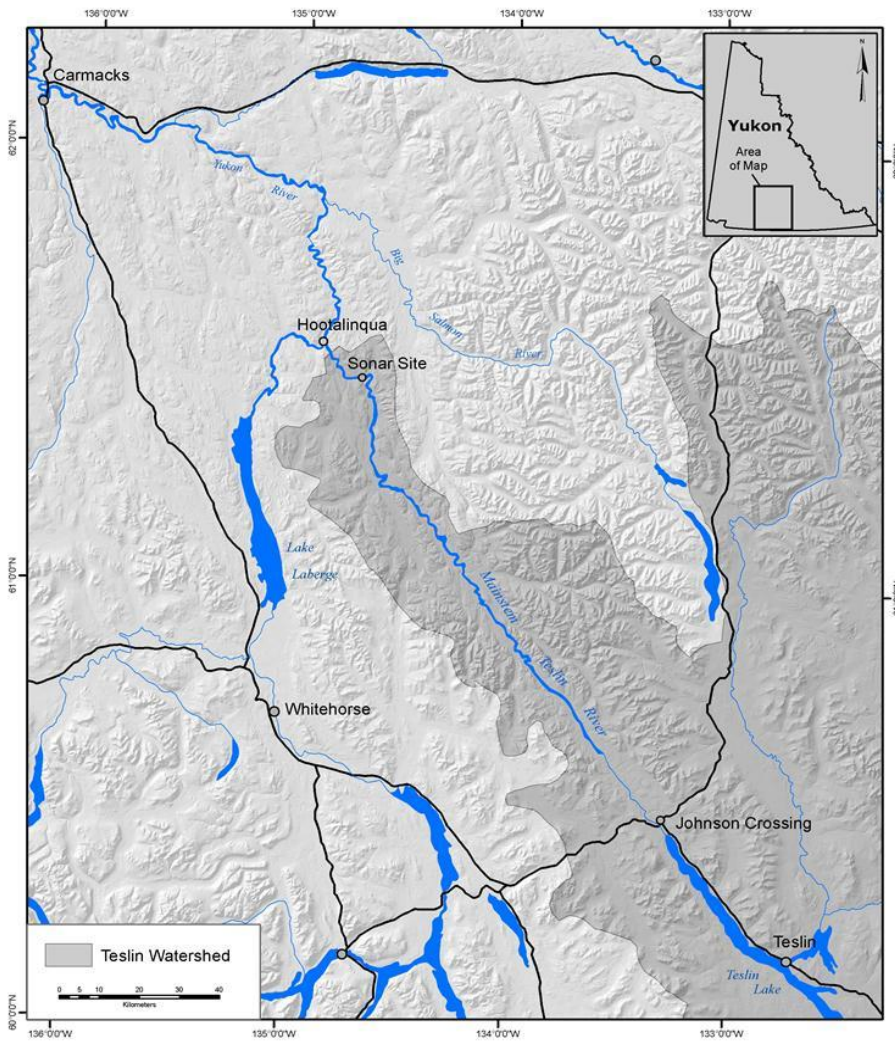 136°0'0"W
135°0'0"W
134°0'0"W
133°0'0"W
N
Carmacks
62°0'0"N
Yukon
Area
of Map
Yukon
River
Big
Salmon
River
Hootalinqua
Sonar Site
Lake
Laberge
61°0'0"N
Mainstem
Teslin
River
Whitehorse
Johnson Crossing
Teslin
Teslin
Lake
Teslin Watershed
0 5 10 20 30 40
Kilometers
60°0'0"N
136°0'0"W
135°0'0"W
134°0'0"W
133°0'0"W